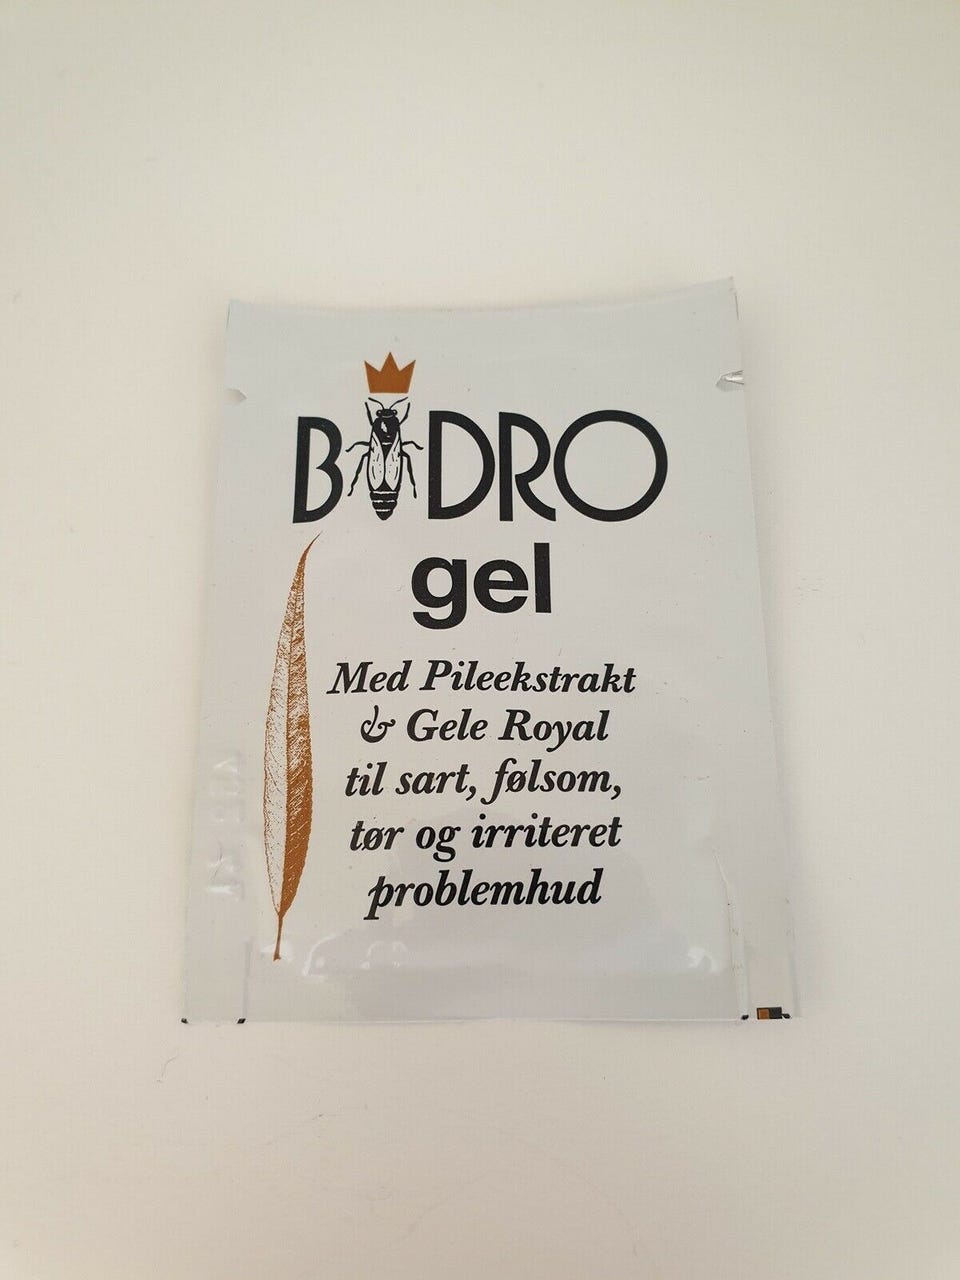 BIDRO
gel
Med Pileekstrakt
& Gele Royal
til sart, følsom,
tør og irriteret
problemhud